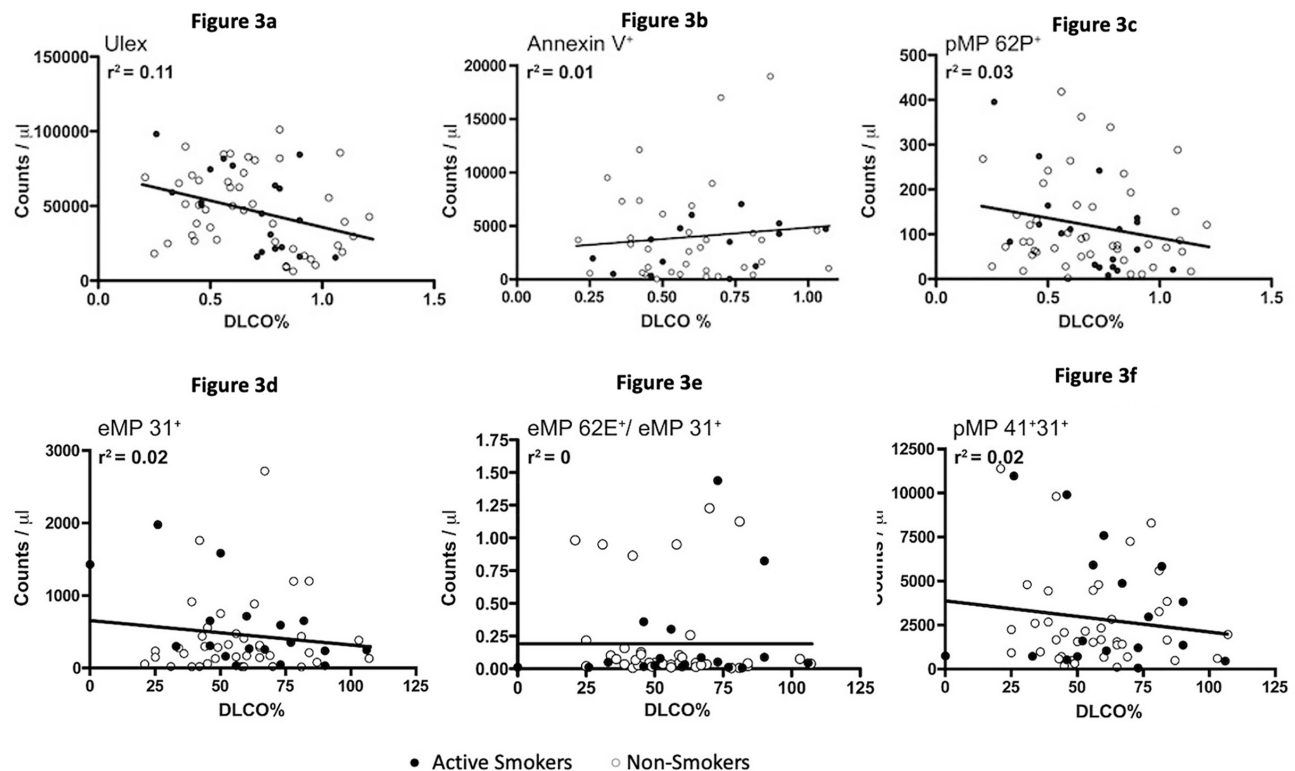 Figure 3a
Ulex
r² = 0.11
150000
100000
50000
0
Counts / µl
0.0 0.5 1.0 1.5
DLCO%
Figure 3b
Annexin V⁺
r² = 0.01
20000
15000
10000
5000
0
Counts / µl
0.00 0.25 0.50 0.75 1.00
DLCO %
Figure 3c
pMP 62P⁺
r² = 0.03
500
400
300
200
100
0
Counts / µl
0.0 0.5 1.0 1.5
DLCO%
Figure 3d
eMP 31⁺
r² = 0.02
3000
2000
1000
0
Counts / µl
0 25 50 75 100 125
DLCO%
Figure 3e
eMP 62E⁺/ eMP 31⁺
r² = 0
1.75
1.50
1.25
1.00
0.75
0.50
0.25
0.00
Counts / µl
0 25 50 75 100 125
DLCO%
Figure 3f
pMP 41⁺31⁺
r² = 0.02
12500
10000
7500
5000
2500
0
Counts / µl
0 25 50 75 100 125
DLCO%
Active Smokers
Non-Smokers